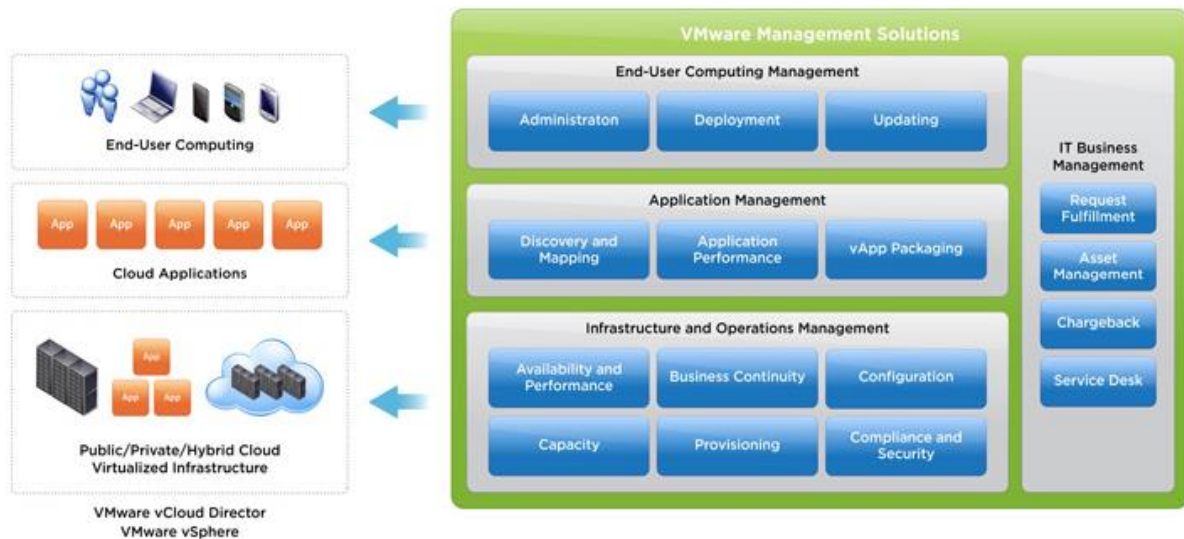 End-User Computing
App App App App App
Cloud Applications
App
App App
Public/Private/Hybrid Cloud
Virtualized Infrastructure
VMware vCloud Director
VMware vSphere
VMware Management Solutions
End-User Computing Management
Administraton
Deployment
Updating
Application Management
Discovery and
Mapping
Application
Performance
vApp Packaging
Infrastructure and Operations Management
Availability and
Performance
Business Continuity
Configuration
Capacity
Provisioning
Compliance and
Security
IT Business
Management
Request
Fulfillment
Asset
Management
Chargeback
Service Desk